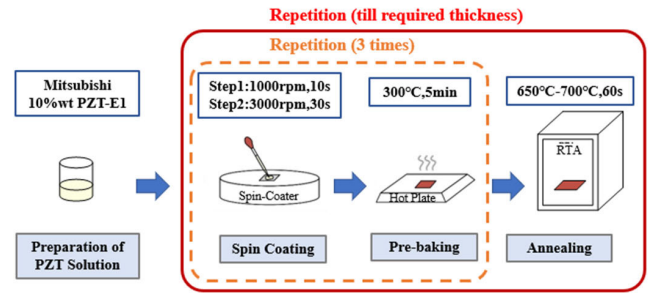 Repetition (till required thickness)
Repetition (3 times)
Mitsubishi
10%wt PZT-E1
Step1:1000rpm,10s
Step2:3000rpm,30s
300℃,5min
650℃-700℃,60s
Spin-Coater
Hot Plate
RTA
Preparation of
PZT Solution
Spin Coating
Pre-baking
Annealing